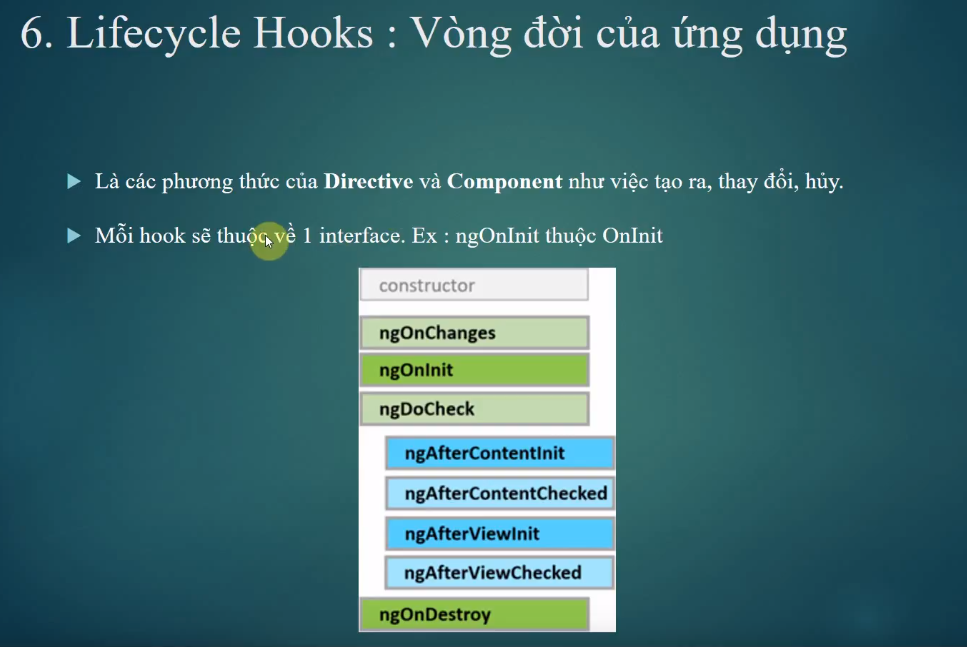 6. Lifecycle Hooks : Vòng đời của ứng dụng
Là các phương thức của Directive và Component như việc tạo ra, thay đổi, hủy.
Mỗi hook sẽ thuộc về 1 interface. Ex : ngOnInit thuộc OnInit
constructor
ngOnChanges
ngOnInit
ngDoCheck
ngAfterContentInit
ngAfterContentChecked
ngAfterViewInit
ngAfterViewChecked
ngOnDestroy